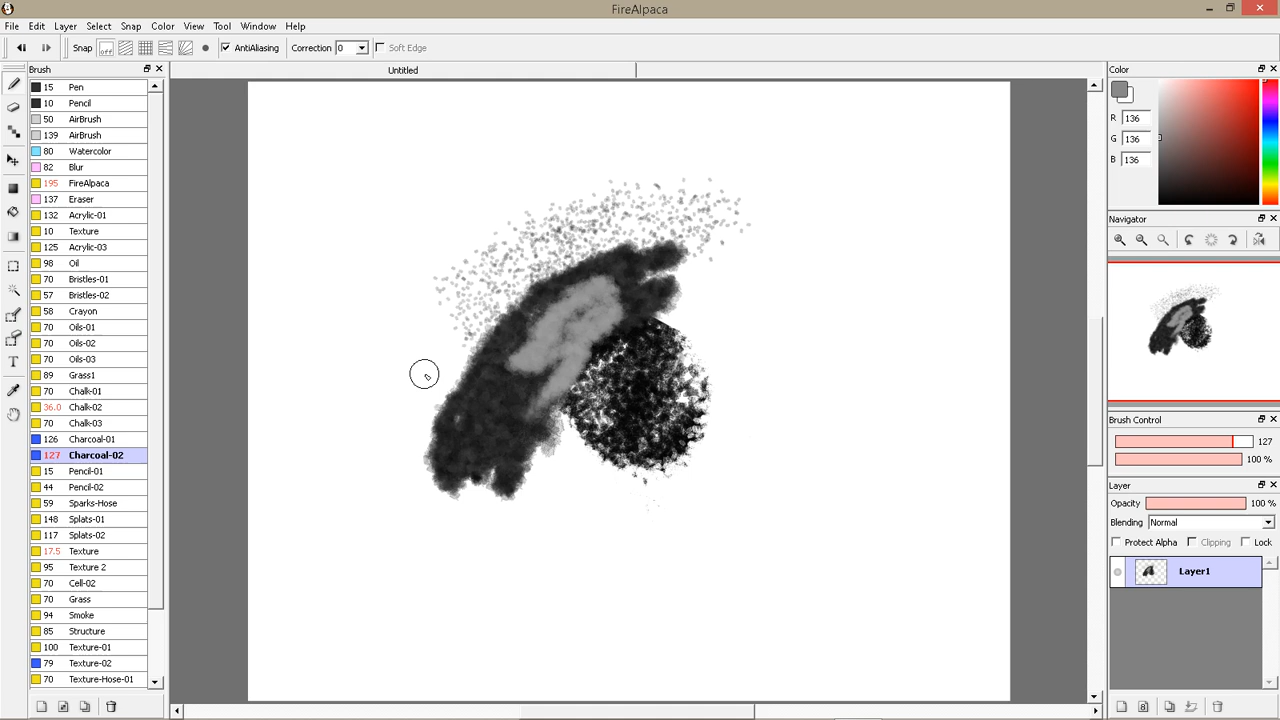 FireAlpaca
File Edit Layer Select Snap Color View Tool Window Help
Snap off AntiAliasing Correction 0 Soft Edge
Brush
Untitled
Color
15 Pen
10 Pencil
50 AirBrush
139 AirBrush
80 Watercolor
82 Blur
195 FireAlpaca
137 Eraser
132 Acrylic-01
10 Texture
125 Acrylic-03
98 Oil
70 Bristles-01
57 Bristles-02
58 Crayon
70 Oils-01
70 Oils-02
70 Oils-03
89 Grass1
70 Chalk-01
36.0 Chalk-02
70 Chalk-03
126 Charcoal-01
127 Charcoal-02
15 Pencil-01
44 Pencil-02
59 Sparks-Hose
148 Splats-01
117 Splats-02
17.5 Texture
95 Texture 2
70 Cell-02
70 Grass
94 Smoke
85 Structure
100 Texture-01
79 Texture-02
70 Texture-Hose-01
R 136
G 136
B 136
Navigator
Brush Control
127
100 %
Layer
Opacity 100 %
Blending Normal
Protect Alpha Clipping Lock
Layer1